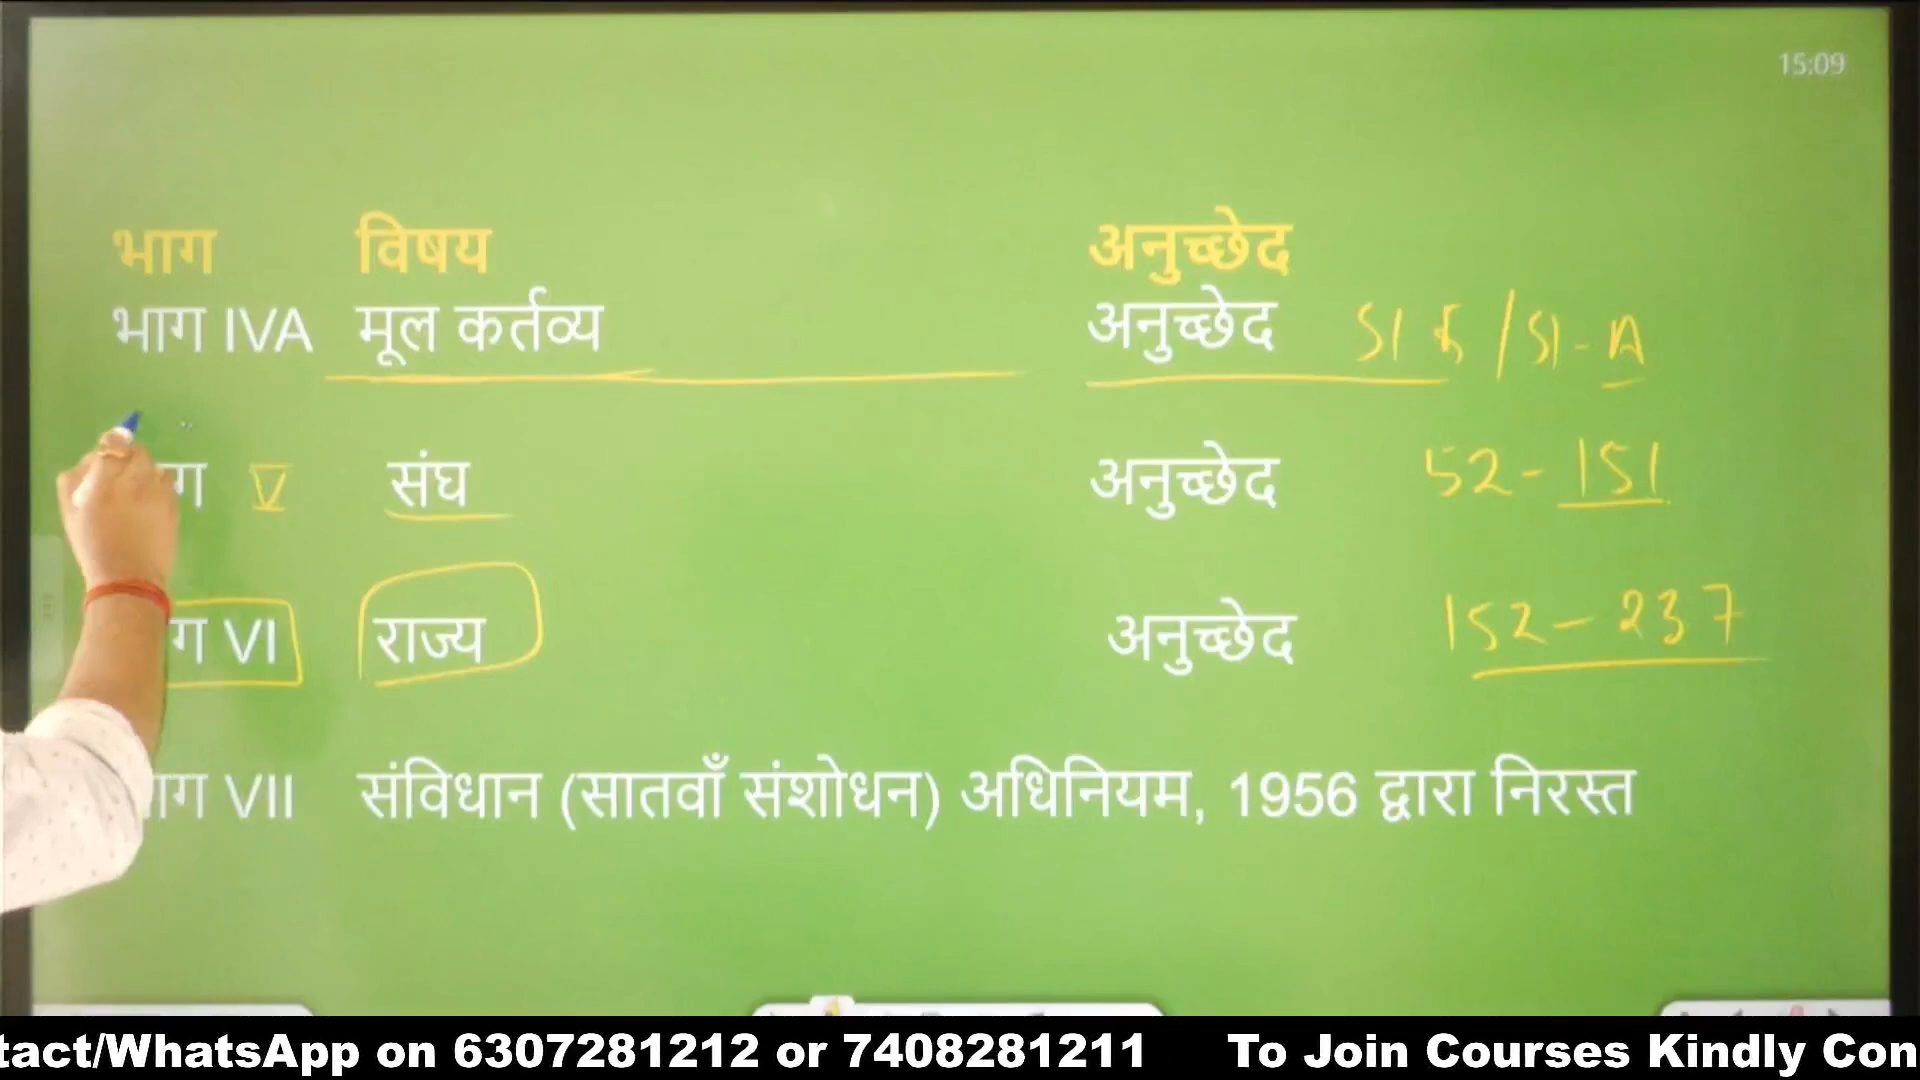 15:09
भाग विषय अनुच्छेद
भाग IVA मूल कर्तव्य अनुच्छेद 51 क / 51 - A
ग V संघ अनुच्छेद 52 - 151
ग VI राज्य अनुच्छेद 152 - 237
ाग VII संविधान (सातवाँ संशोधन) अधिनियम, 1956 द्वारा निरस्त
tact/WhatsApp on 6307281212 or 7408281211 To Join Courses Kindly Con